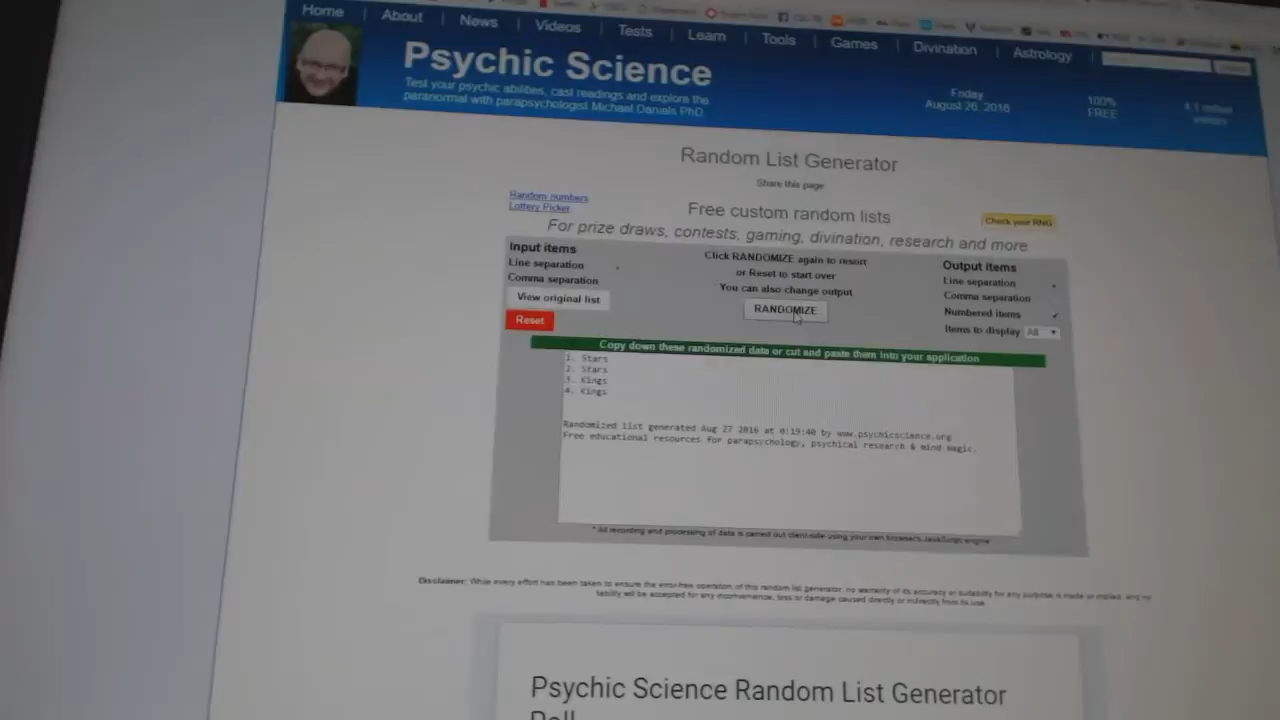 Home | About | News | Videos | Tests | Learn | Tools | Games | Divination | Astrology |
Psychic Science
Test your psychic abilities, cast readings and explore the
paranormal with parapsychologist Michael Daniels PhD.
Friday
August 26, 2016
100%
FREE
4.1 million
Random List Generator
Share this page
Random numbers
Lottery Picker
Free custom random lists
Check your RNG
For prize draws, contests, gaming, divination, research and more
Input items
Line separation
Comma separation
View original list
Reset
Click RANDOMIZE again to resort
or Reset to start over
You can also change output
RANDOMIZE
Output items
Line separation
Comma separation
Numbered items
Items to display All
Copy down these randomized data or cut and paste them into your application
1. Stars
2. Stars
3. Kings
4. Kings
Randomized list generated Aug 27 2016 at 0:19:40 by www.psychicscience.org
Free educational resources for parapsychology, psychical research & mind magic.
* All recording and processing of data is carried out client-side using your own browser's JavaScript engine
Disclaimer: While every effort has been taken to ensure the error-free operation of this random list generator, no warranty of its accuracy or suitability for any purpose is made or implied, and no
liability will be accepted for any inconvenience, loss or damage caused directly or indirectly from its use.
Psychic Science Random List Generator
Poll